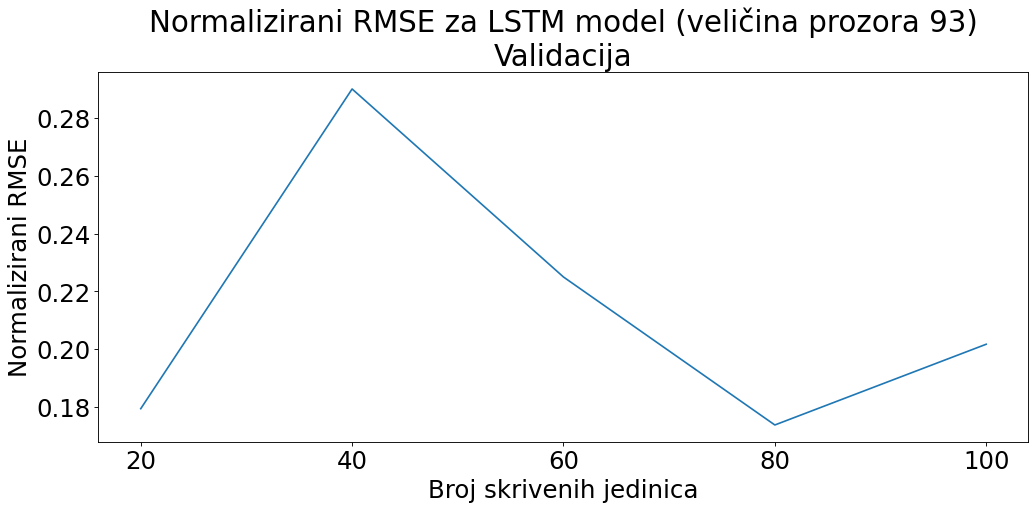 Normalizirani RMSE za LSTM model (veličina prozora 93)
Validacija
Normalizirani RMSE
0.28
0.26
0.24
0.22
0.20
0.18
20 40 60 80 100
Broj skrivenih jedinica